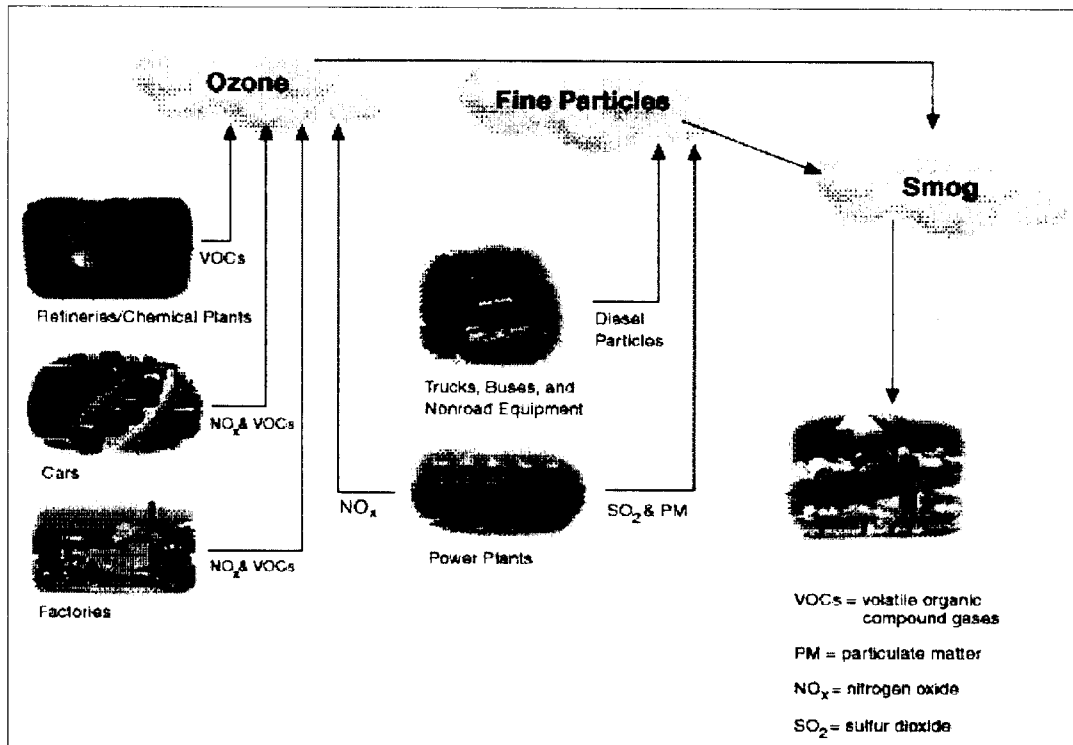 Ozone
Fine Particles
Smog
VOCs
Refineries/Chemical Plants
Diesel
Particles
Trucks, Buses, and
Nonroad Equipment
NOx & VOCs
Cars
NOx
SO2 & PM
Power Plants
NOx & VOCs
Factories
VOCs = volatile organic
compound gases
PM = particulate matter
NOx = nitrogen oxide
SO2 = sulfur dioxide